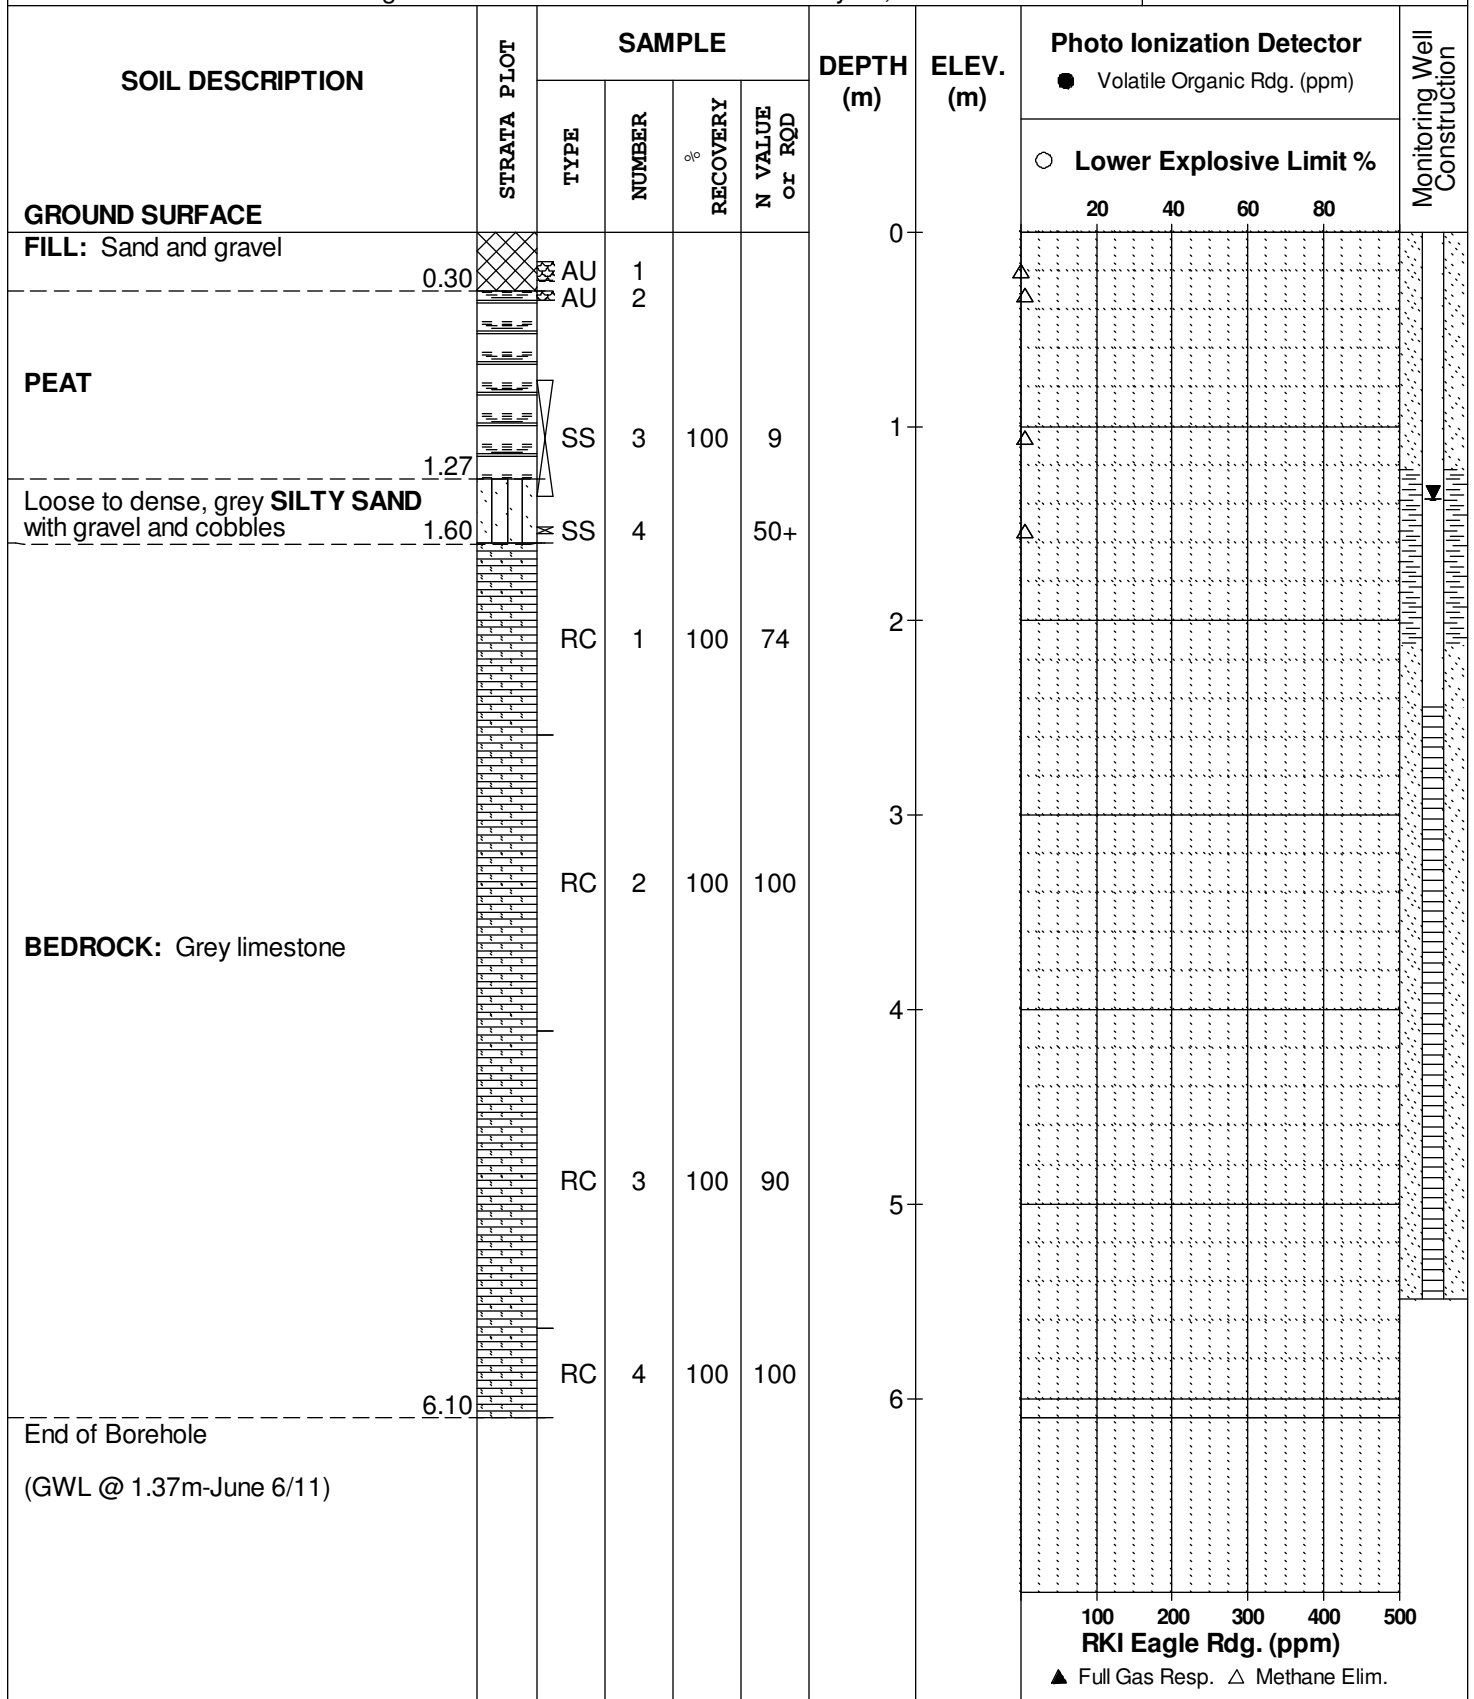 SOIL DESCRIPTION
GROUND SURFACE
STRATA PLOT
SAMPLE
TYPE
NUMBER
%
RECOVERY
N VALUE
or RQD
DEPTH
(m)
ELEV.
(m)
Photo Ionization Detector
● Volatile Organic Rdg. (ppm)
○ Lower Explosive Limit %
20 40 60 80
Monitoring Well
Construction
FILL: Sand and gravel
0.30
AU 1
AU 2
PEAT
SS 3 100 9
1.27
Loose to dense, grey SILTY SAND
with gravel and cobbles
1.60
SS 4 50+
RC 1 100 74
RC 2 100 100
BEDROCK: Grey limestone
RC 3 100 90
RC 4 100 100
6.10
End of Borehole
(GWL @ 1.37m-June 6/11)
0
1
2
3
4
5
6
100 200 300 400 500
RKI Eagle Rdg. (ppm)
▲ Full Gas Resp. △ Methane Elim.